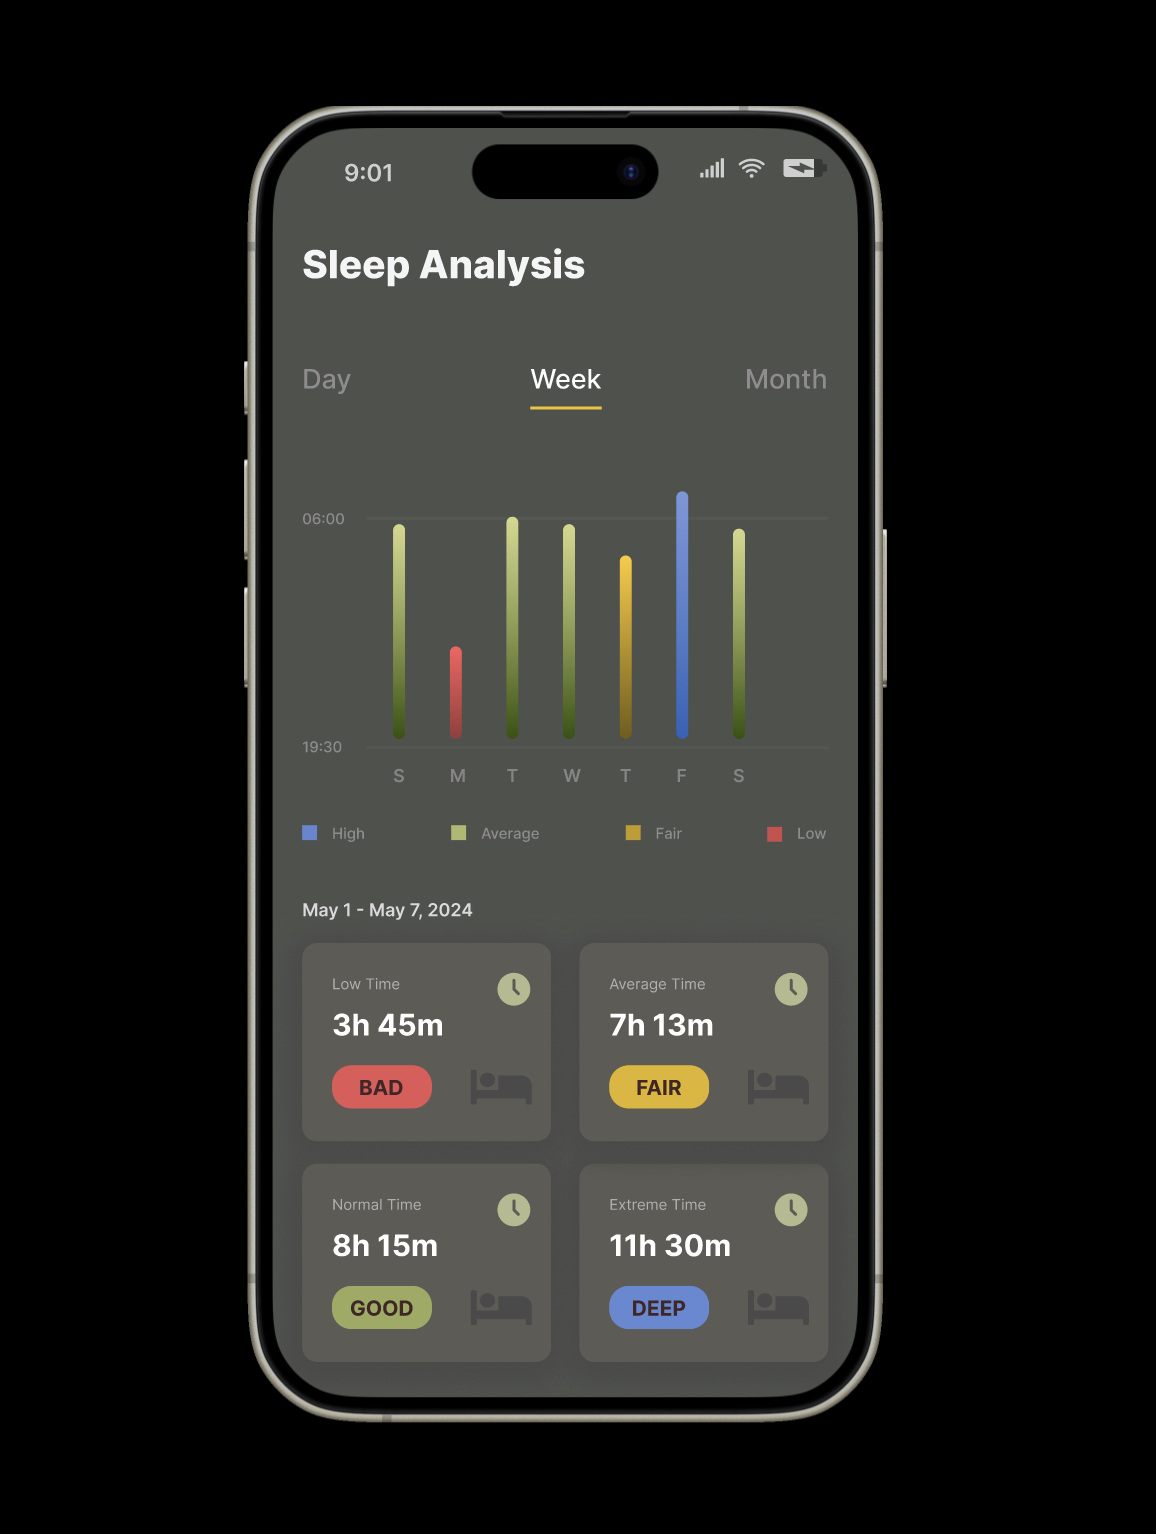 9:01
Sleep Analysis
Day Week Month
06:00
19:30
S M T W T F S
High Average Fair Low
May 1 - May 7, 2024
Low Time
3h 45m
BAD
Average Time
7h 13m
FAIR
Normal Time
8h 15m
GOOD
Extreme Time
11h 30m
DEEP